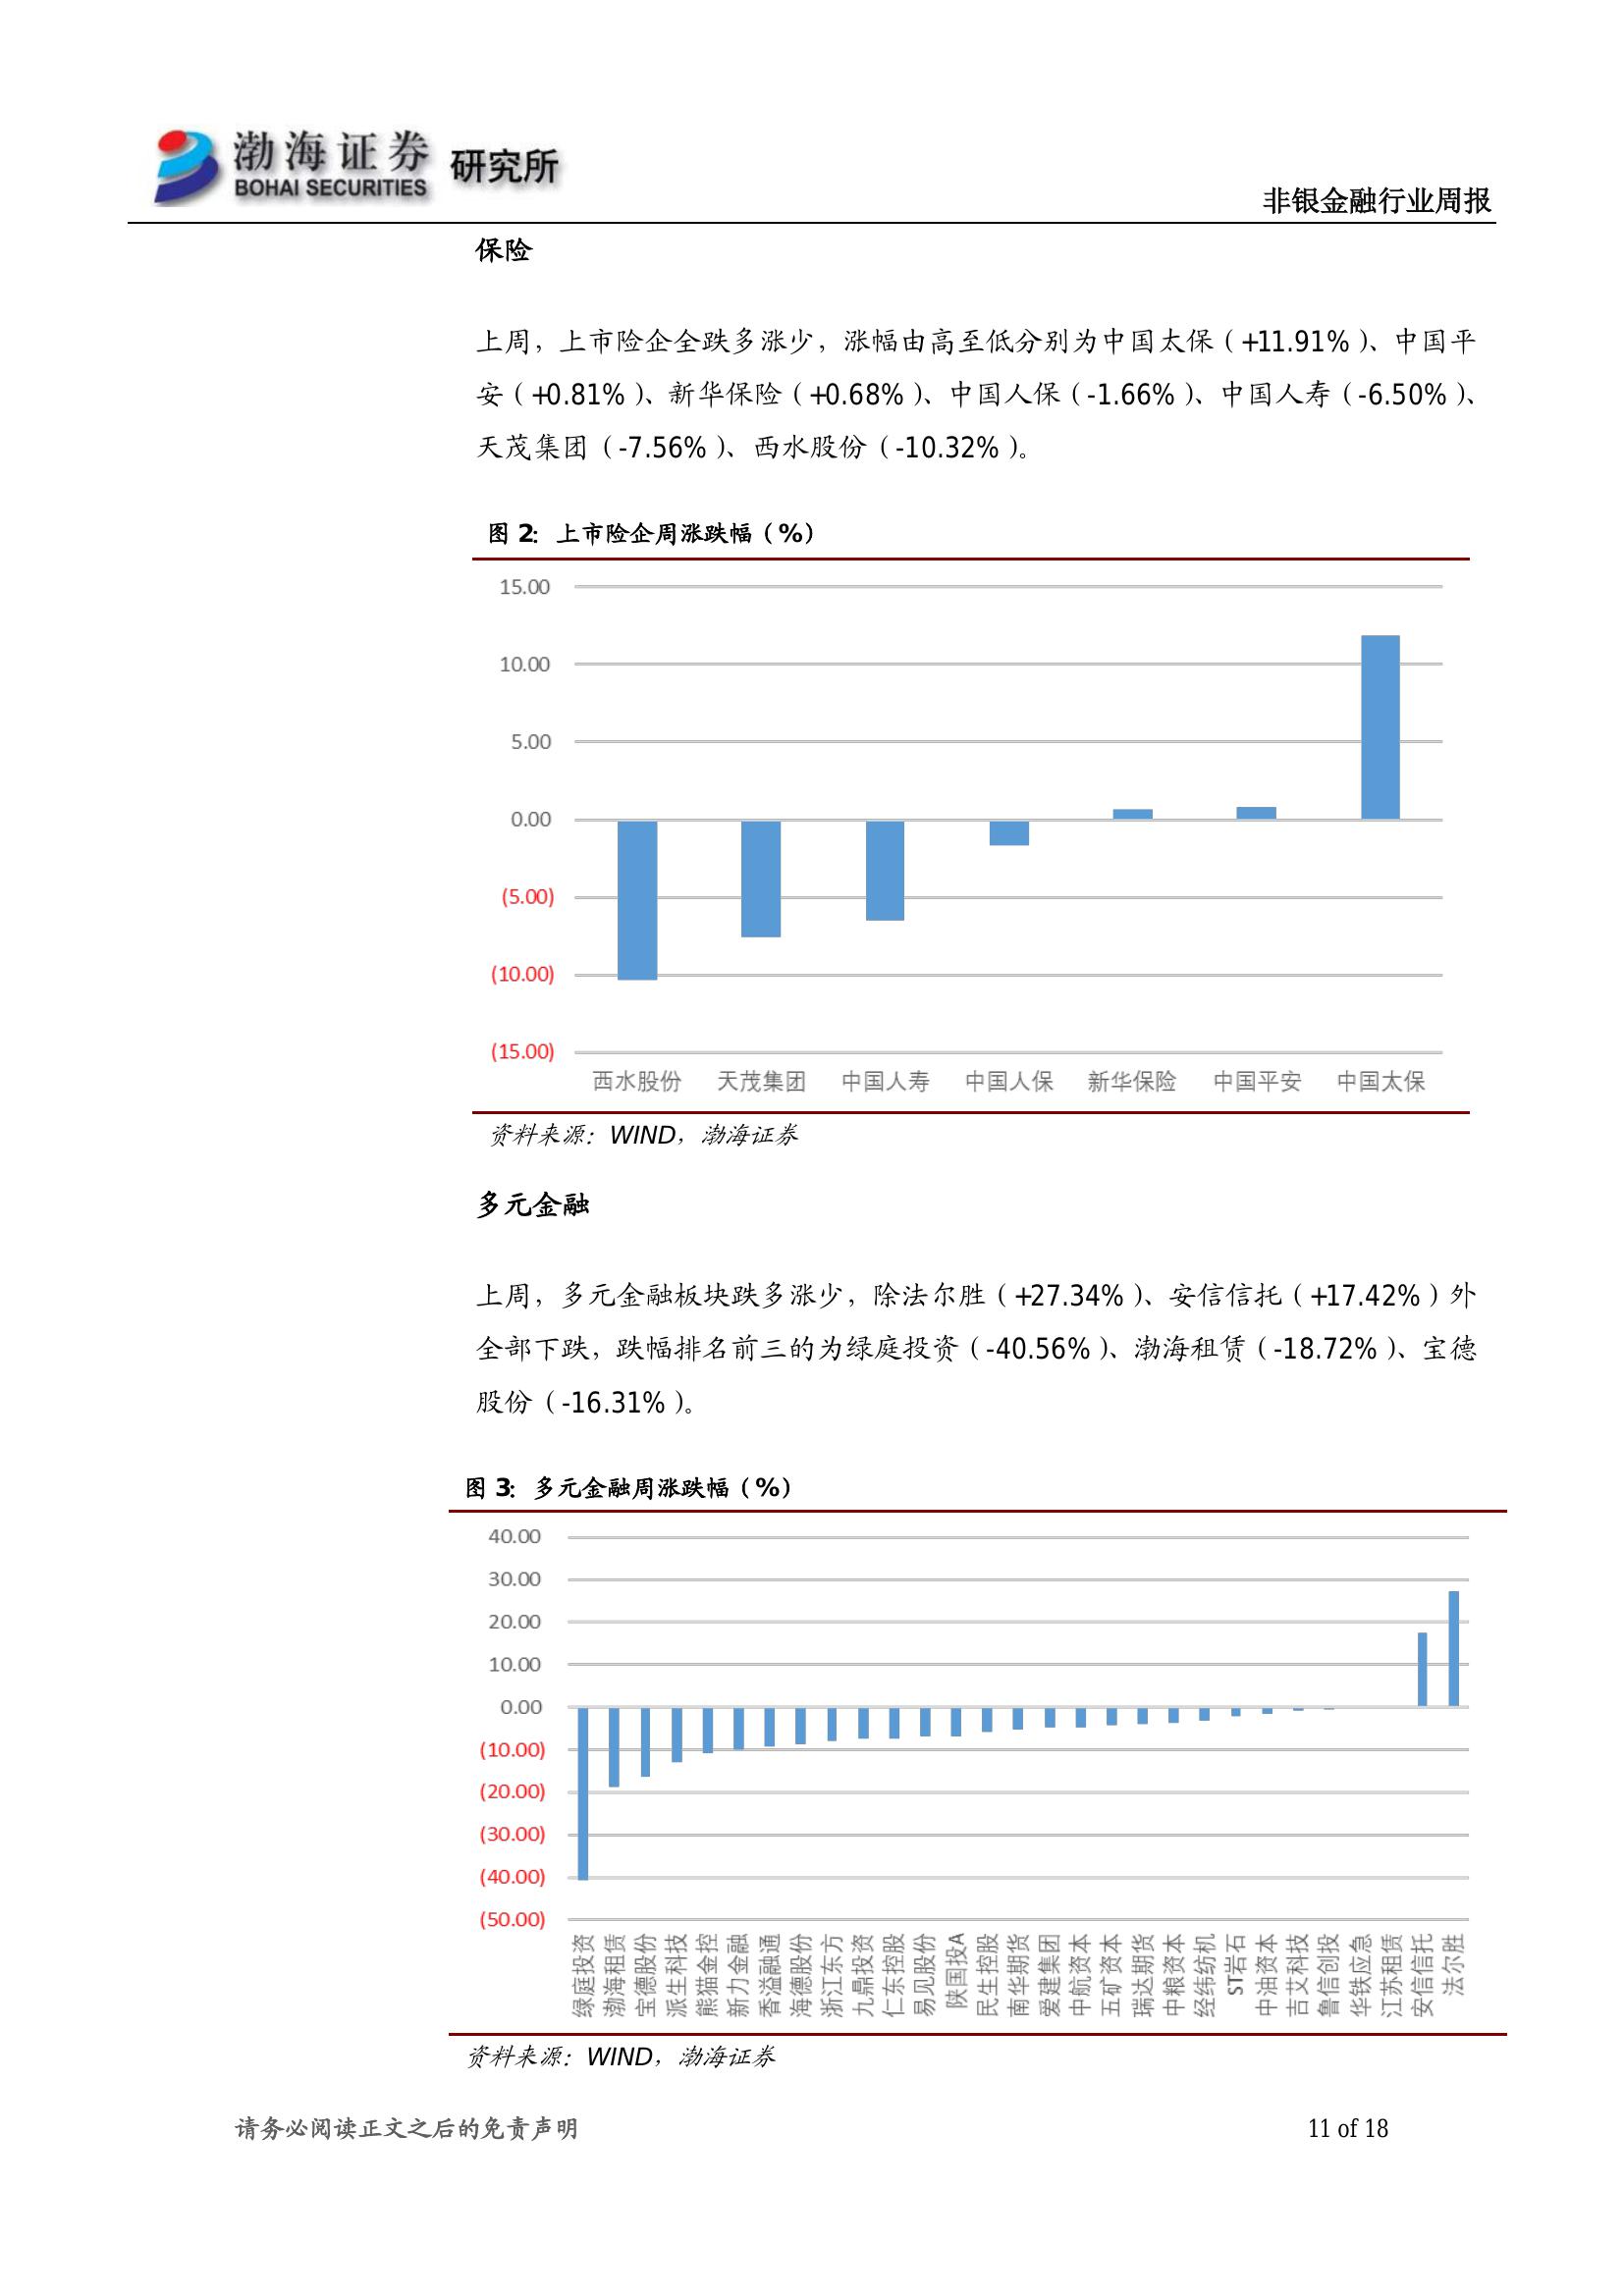 渤海证券 研究所
BOHAI SECURITIES
非银金融行业周报
保险
上周，上市险企全跌多涨少，涨幅由高至低分别为中国太保（+11.91%）、中国平
安（+0.81%）、新华保险（+0.68%）、中国人保（-1.66%）、中国人寿（-6.50%）、
天茂集团（-7.56%）、西水股份（-10.32%）。
图 2：上市险企周涨跌幅（%）
15.00
10.00
5.00
0.00
(5.00)
(10.00)
(15.00)
西水股份 天茂集团 中国人寿 中国人保 新华保险 中国平安 中国太保
资料来源：WIND，渤海证券
多元金融
上周，多元金融板块跌多涨少，除法尔胜（+27.34%）、安信信托（+17.42%）外
全部下跌，跌幅排名前三的为绿庭投资（-40.56%）、渤海租赁（-18.72%）、宝德
股份（-16.31%）。
图 3：多元金融周涨跌幅（%）
40.00
30.00
20.00
10.00
0.00
(10.00)
(20.00)
(30.00)
(40.00)
(50.00)
绿庭投资
渤海租赁
宝德股份
派生科技
熊猫金控
新力金融
香溢融通
海德股份
浙江东方
九鼎投资
仁东控股
易见股份
陕国投A
民生控股
南华期货
爱建集团
中航资本
五矿资本
瑞达期货
中粮资本
经纬纺机
ST岩石
中油资本
吉艾科技
鲁信创投
华铁应急
江苏租赁
安信信托
法尔胜
资料来源：WIND，渤海证券
请务必阅读正文之后的免责声明
11 of 18